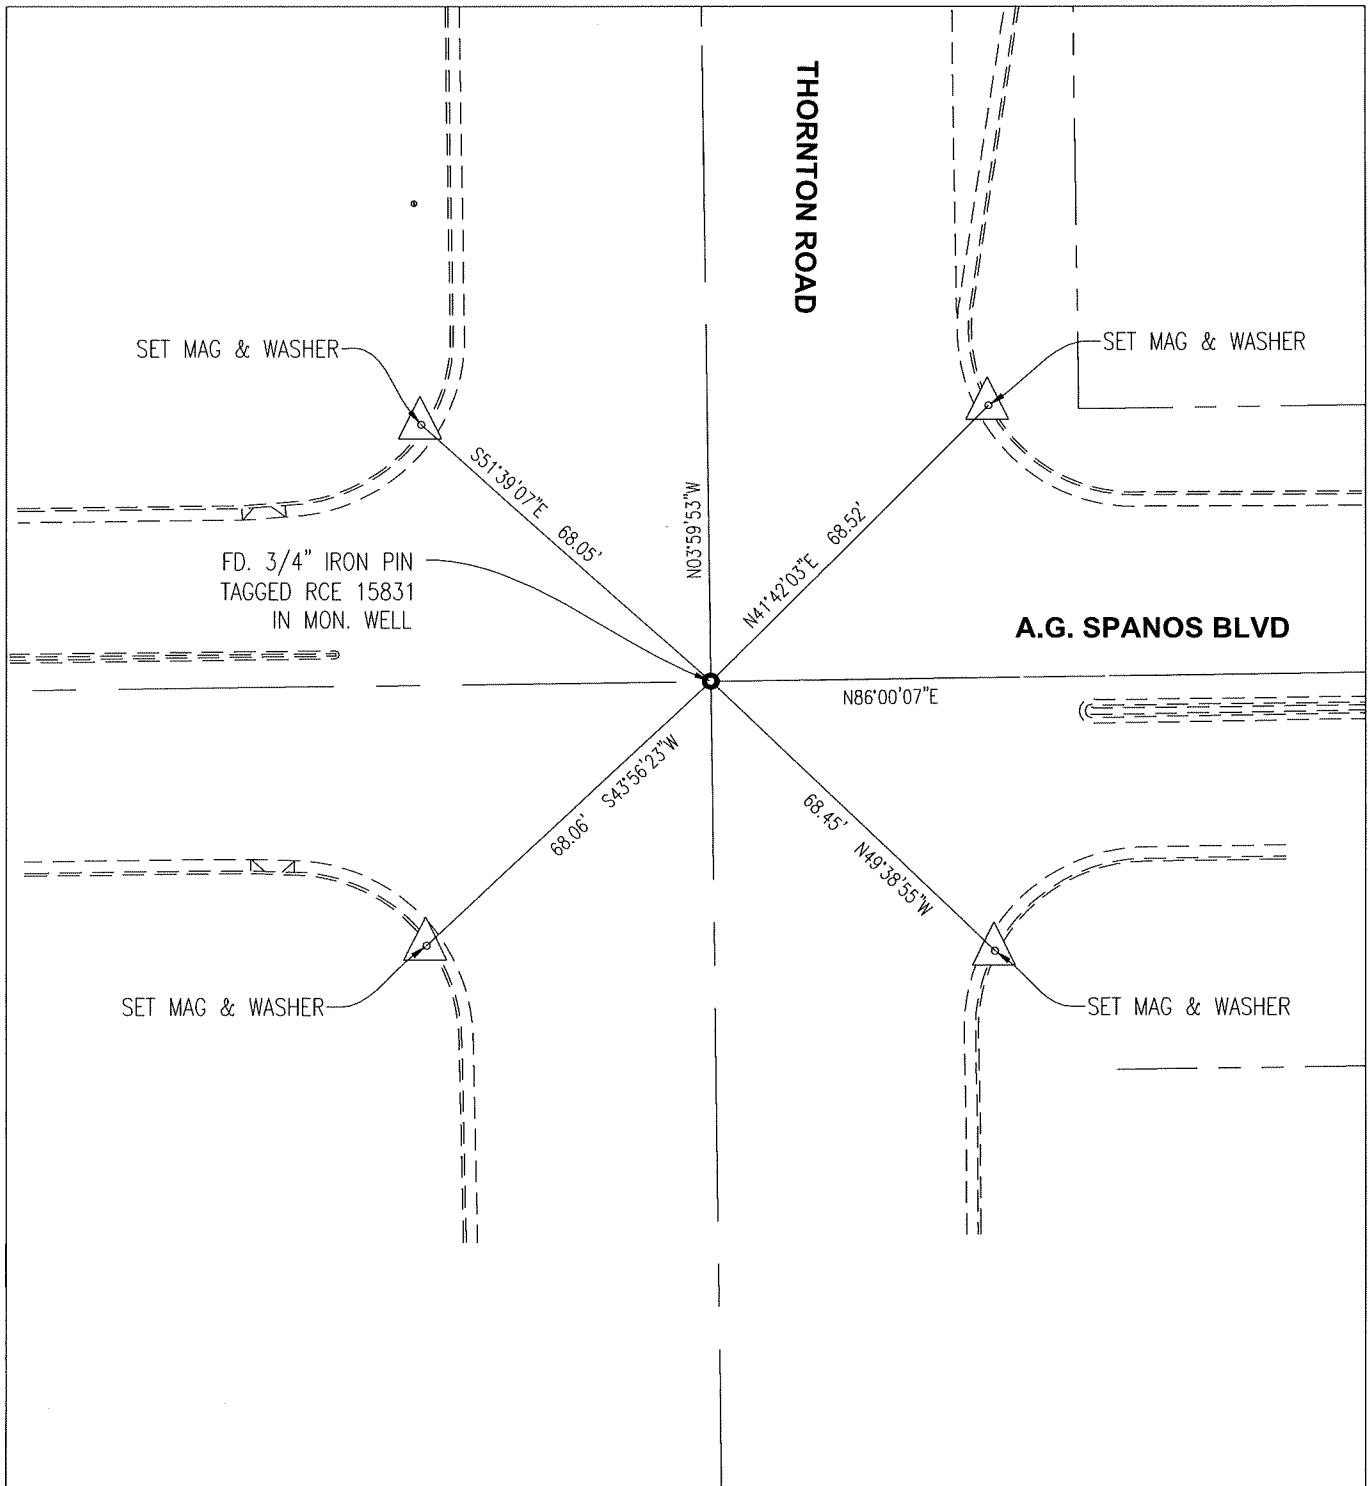 THORNTON ROAD
SET MAG & WASHER
SET MAG & WASHER
S51°39'07"E 68.05'
N03°59'53"W
N41°42'03"E 68.52'
FD. 3/4" IRON PIN
TAGGED RCE 15831
IN MON. WELL
A.G. SPANOS BLVD
N86°00'07"E
68.06' S43°56'23"W
68.45' N49°38'55"W
SET MAG & WASHER
SET MAG & WASHER